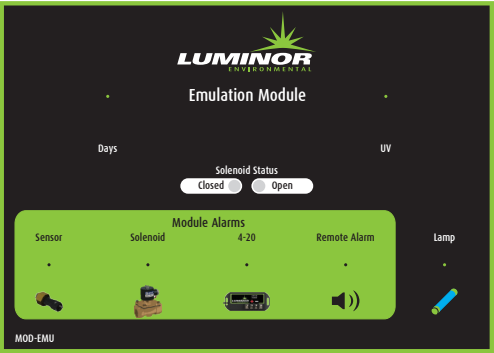 LUMINOR
ENVIRONMENTAL
Emulation Module
Days
UV
Solenoid Status
Closed
Open
Module Alarms
Sensor
Solenoid
4-20
Remote Alarm
Lamp
MOD-EMU